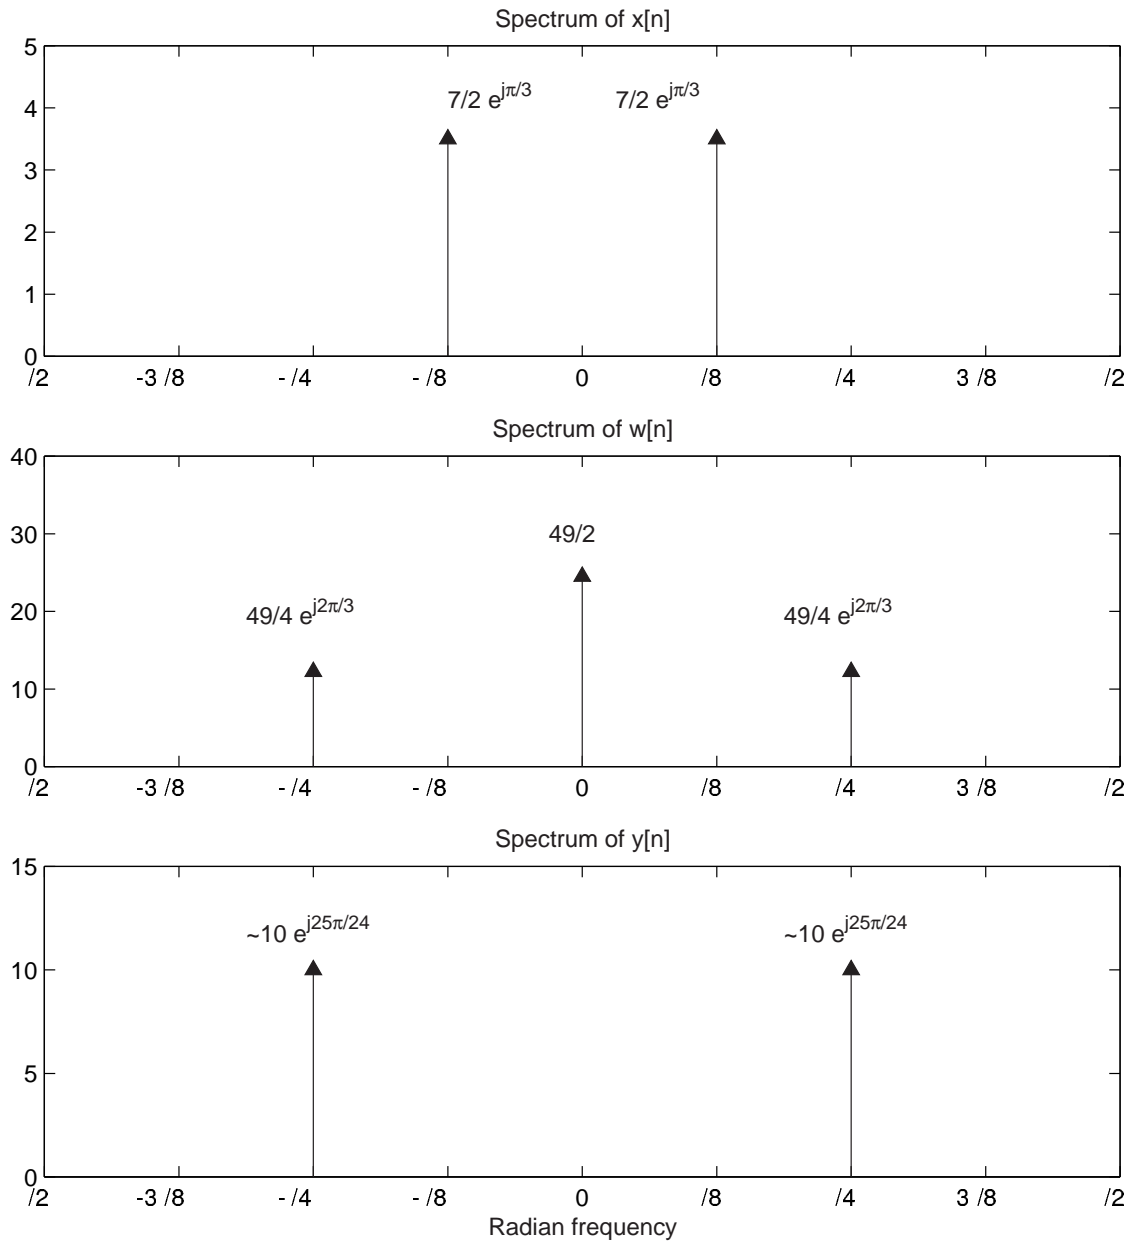 Spectrum of x[n]
5
4
3
2
1
0
7/2 e^jπ/3 7/2 e^jπ/3
/2 -3 /8 - /4 - /8 0 /8 /4 3 /8 /2
Spectrum of w[n]
40
30
20
10
0
49/2
49/4 e^j2π/3 49/4 e^j2π/3
/2 -3 /8 - /4 - /8 0 /8 /4 3 /8 /2
Spectrum of y[n]
15
10
5
0
~10 e^j25π/24 ~10 e^j25π/24
/2 -3 /8 - /4 - /8 0 /8 /4 3 /8 /2
Radian frequency